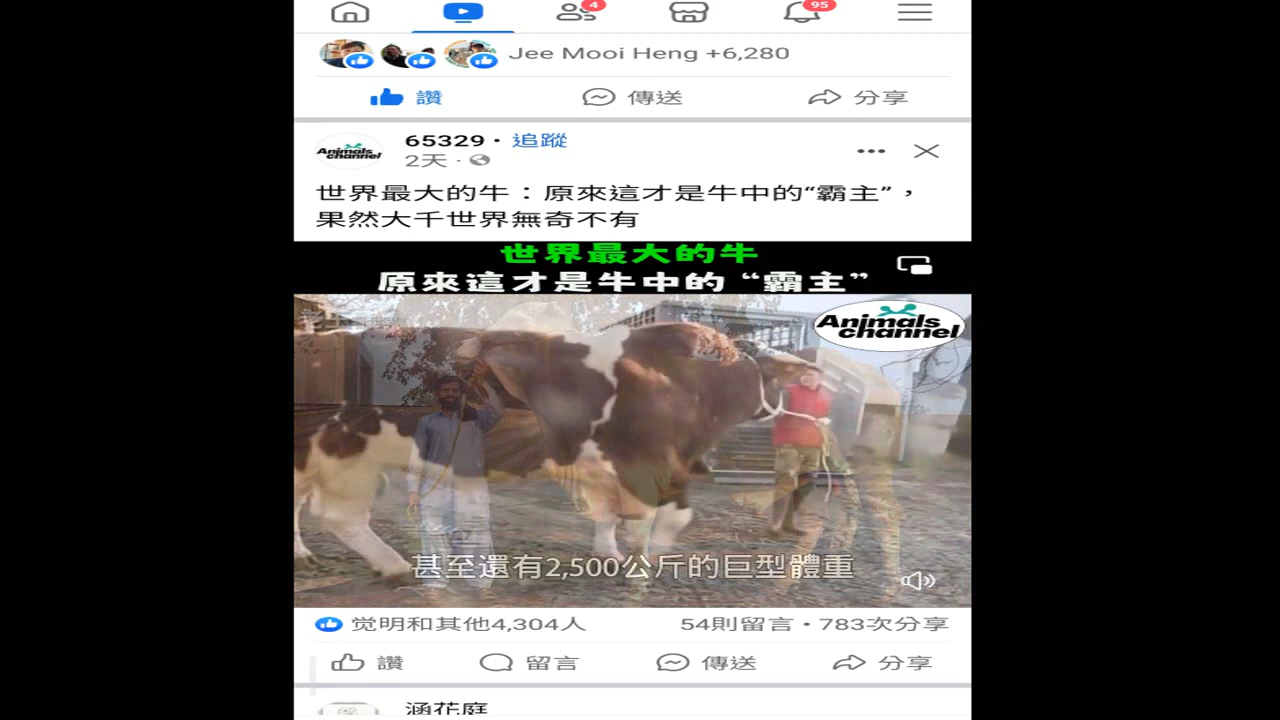 4
95
Jee Mooi Heng +6,280
讚
傳送
分享
Animals channel
65329 · 追蹤
2天 ·
世界最大的牛：原來這才是牛中的“霸主”，
果然大千世界無奇不有
世界最大的牛
原來這才是牛中的“霸主”
Animals
channel
甚至還有2,500公斤的巨型體重
觉明和其他4,304人
54則留言 · 783次分享
讚
留言
傳送
分享
涵花庭